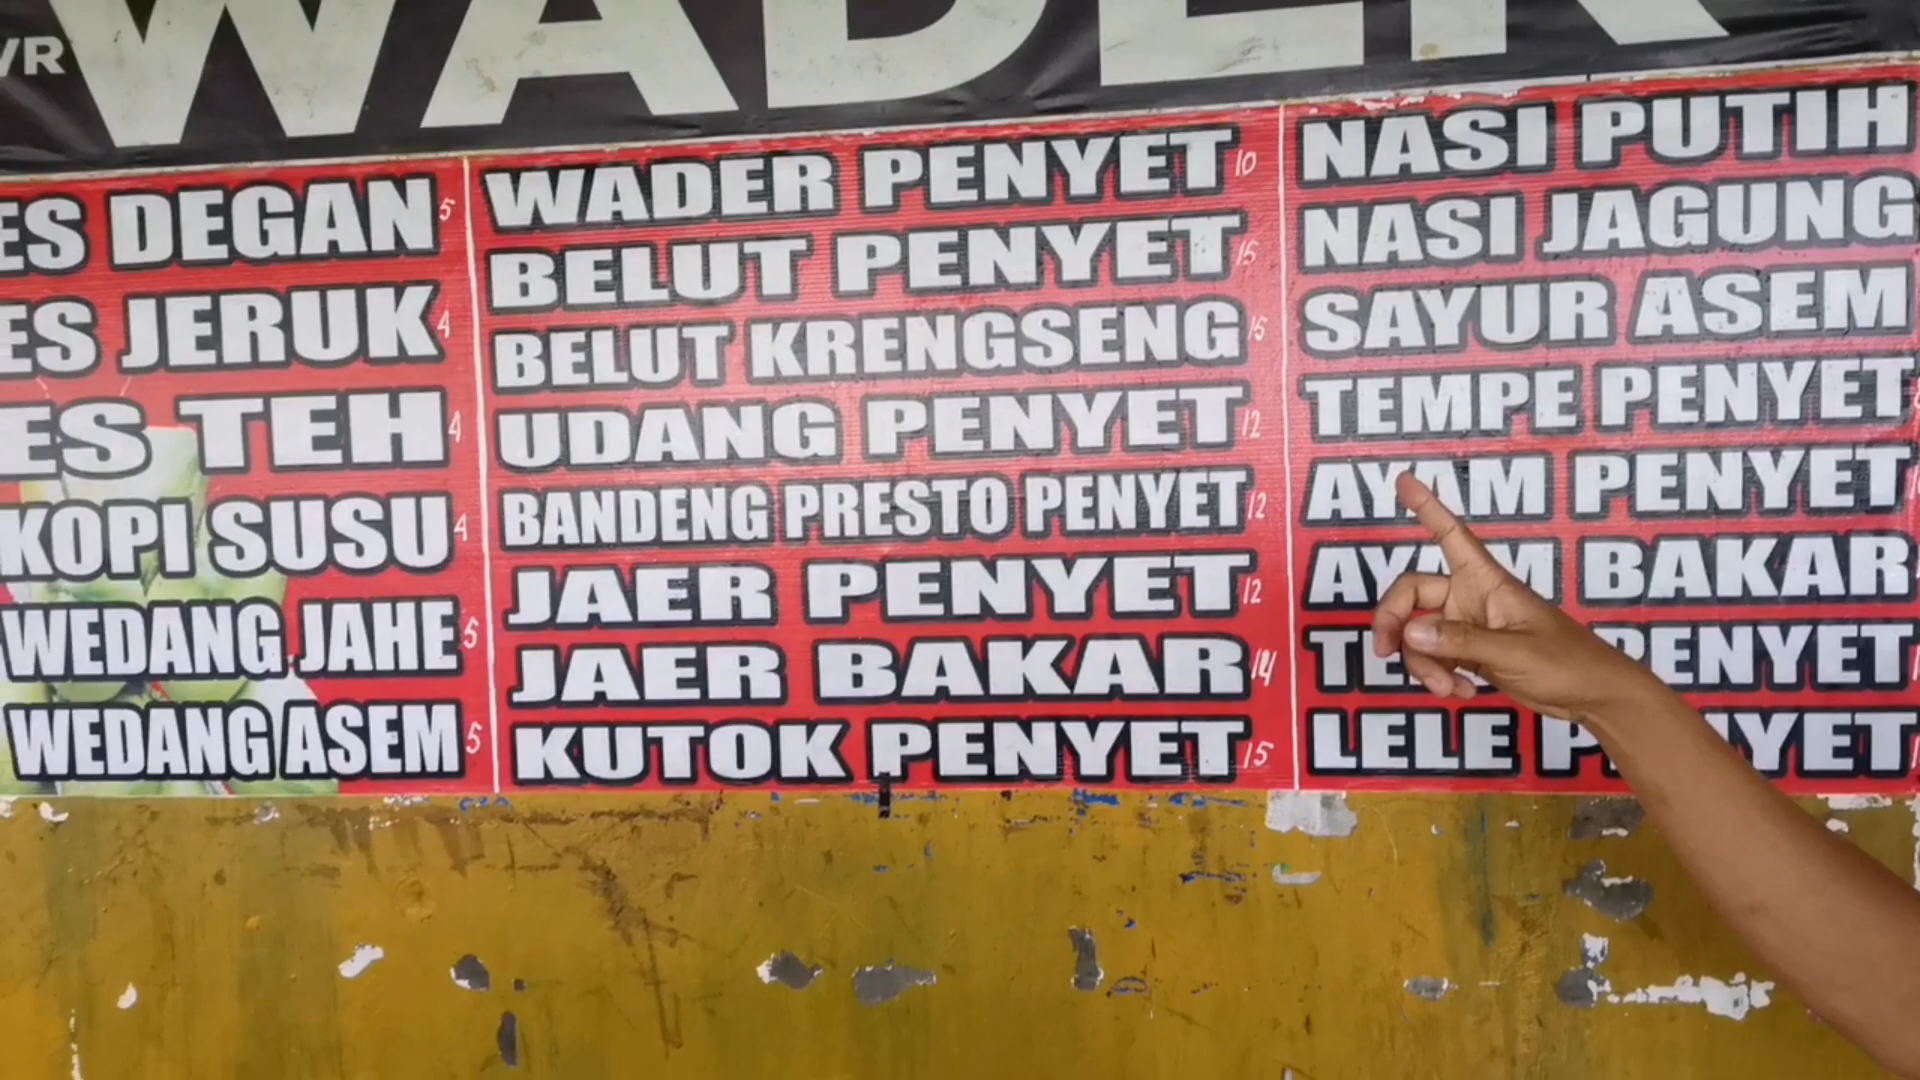 WR WADER
ES DEGAN 5
ES JERUK 4
ES TEH 4
KOPI SUSU 4
WEDANG JAHE 5
WEDANG ASEM 5
WADER PENYET 10
BELUT PENYET 15
BELUT KRENGSENG 15
UDANG PENYET 12
BANDENG PRESTO PENYET 12
JAER PENYET 12
JAER BAKAR 14
KUTOK PENYET 15
NASI PUTIH
NASI JAGUNG
SAYUR ASEM
TEMPE PENYET
AYAM PENYET
AYAM BAKAR
PENYET
LELE PENYET